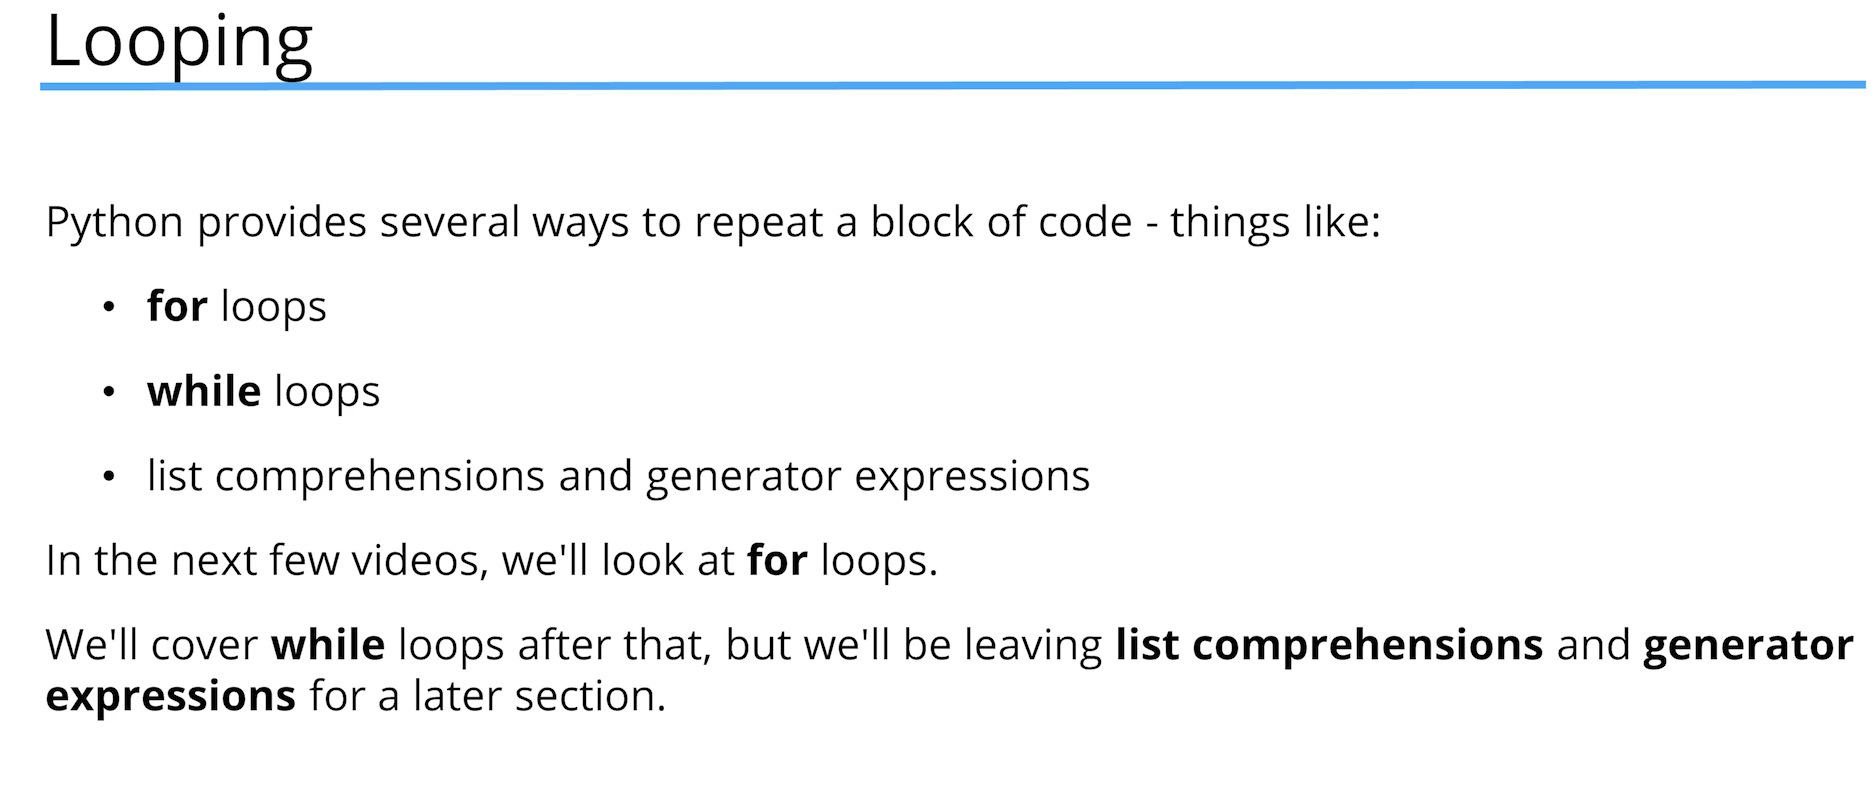 Looping
Python provides several ways to repeat a block of code - things like:
• for loops
• while loops
• list comprehensions and generator expressions
In the next few videos, we'll look at for loops.
We'll cover while loops after that, but we'll be leaving list comprehensions and generator
expressions for a later section.